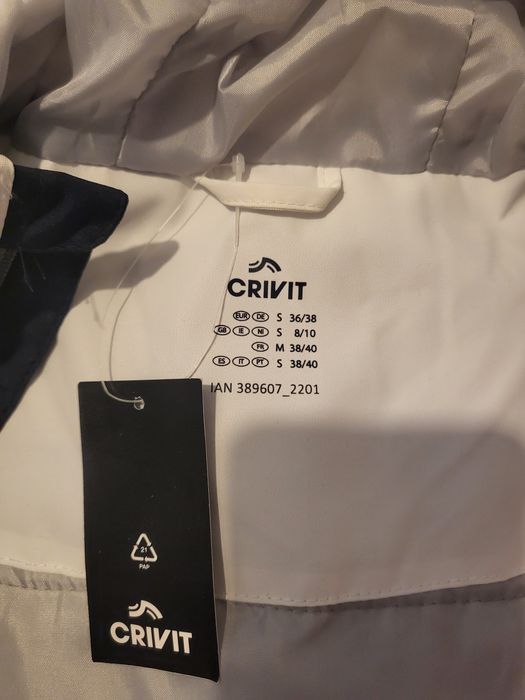 CRIVIT
EUR DE S 36/38
GB IE NI S 8/10
FR M 38/40
ES IT PT S 38/40
IAN 389607_2201
21
PAP
CRIVIT